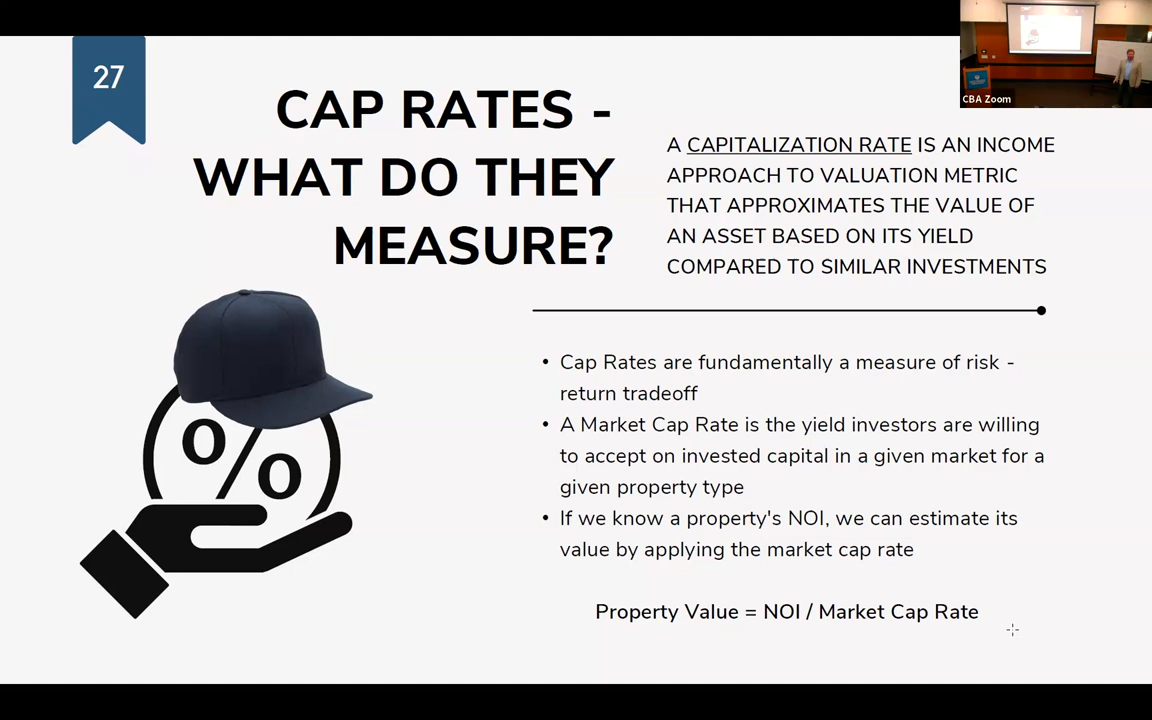 27
CAP RATES -
WHAT DO THEY
MEASURE?
A CAPITALIZATION RATE IS AN INCOME
APPROACH TO VALUATION METRIC
THAT APPROXIMATES THE VALUE OF
AN ASSET BASED ON ITS YIELD
COMPARED TO SIMILAR INVESTMENTS
%
• Cap Rates are fundamentally a measure of risk -
return tradeoff
• A Market Cap Rate is the yield investors are willing
to accept on invested capital in a given market for a
given property type
• If we know a property's NOI, we can estimate its
value by applying the market cap rate
Property Value = NOI / Market Cap Rate
CBA Zoom